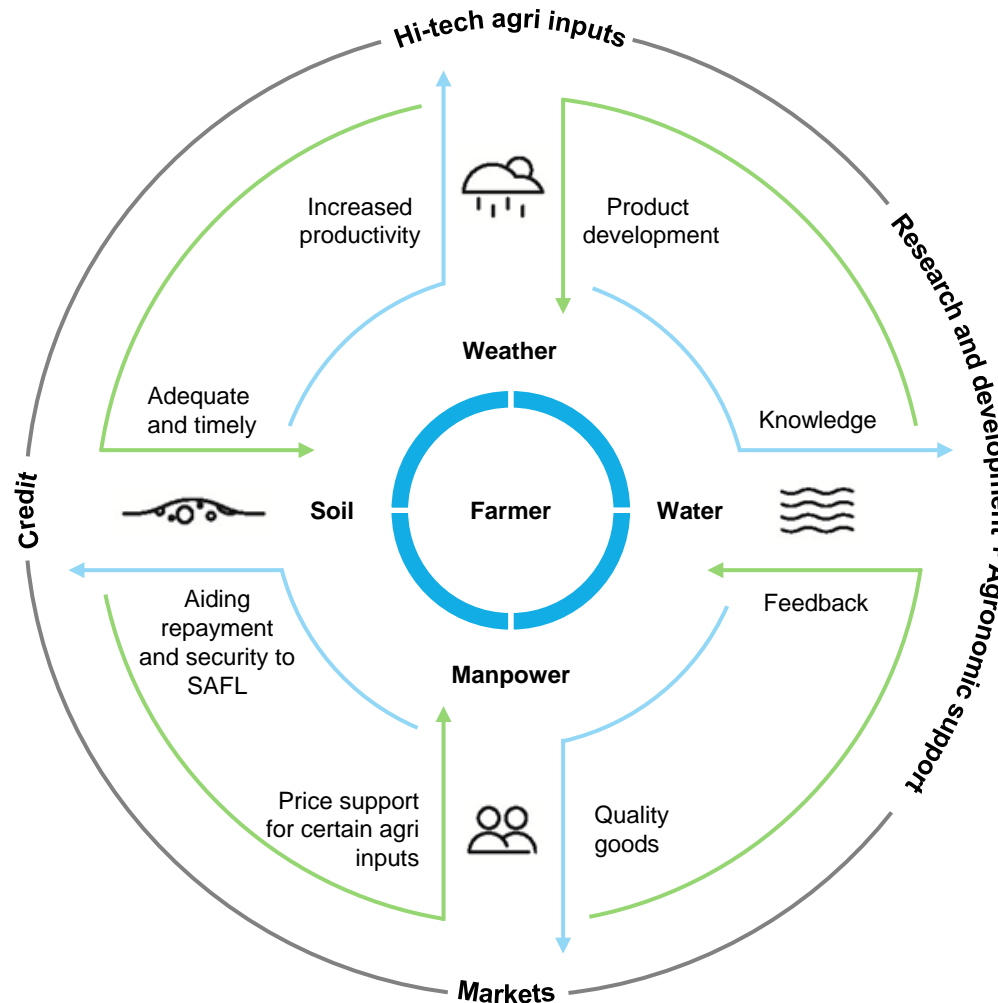 Hi-tech agri inputs
Increased
productivity
Product
development
Research and development + Agronomic support
Weather
Adequate
and timely
Knowledge
Credit
Soil
Farmer
Water
Aiding
repayment
and security to
SAFL
Feedback
Manpower
Price support
for certain agri
inputs
Quality
goods
Markets